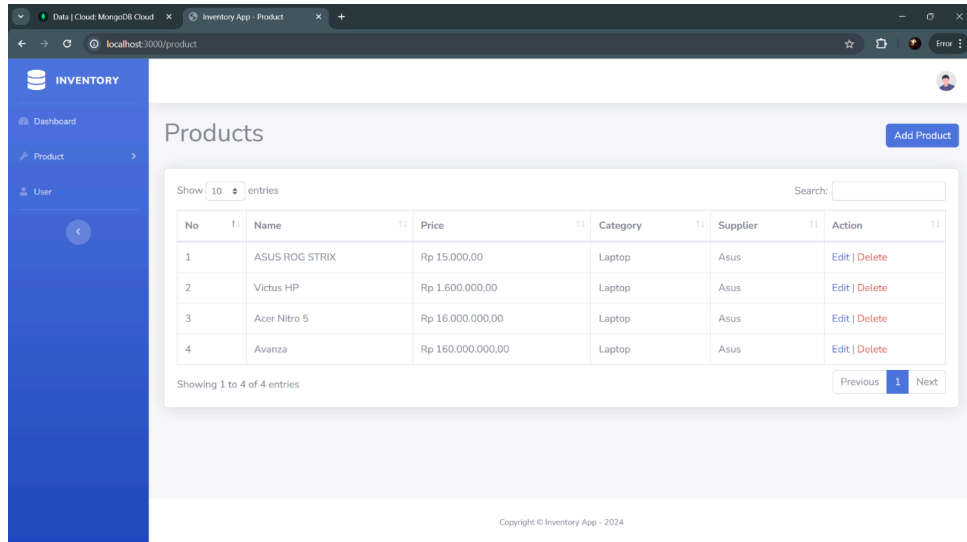 Data | Cloud: MongoDB Cloud
Inventory App - Product
localhost:3000/product
Error
INVENTORY
Dashboard
Product
User
Products
Add Product
Show 10 entries
Search:
No Name Price Category Supplier Action
1 ASUS ROG STRIX Rp 15.000,00 Laptop Asus Edit | Delete
2 Victus HP Rp 1.600.000,00 Laptop Asus Edit | Delete
3 Acer Nitro 5 Rp 16.000.000,00 Laptop Asus Edit | Delete
4 Avanza Rp 160.000.000,00 Laptop Asus Edit | Delete
Showing 1 to 4 of 4 entries
Previous 1 Next
Copyright © Inventory App - 2024